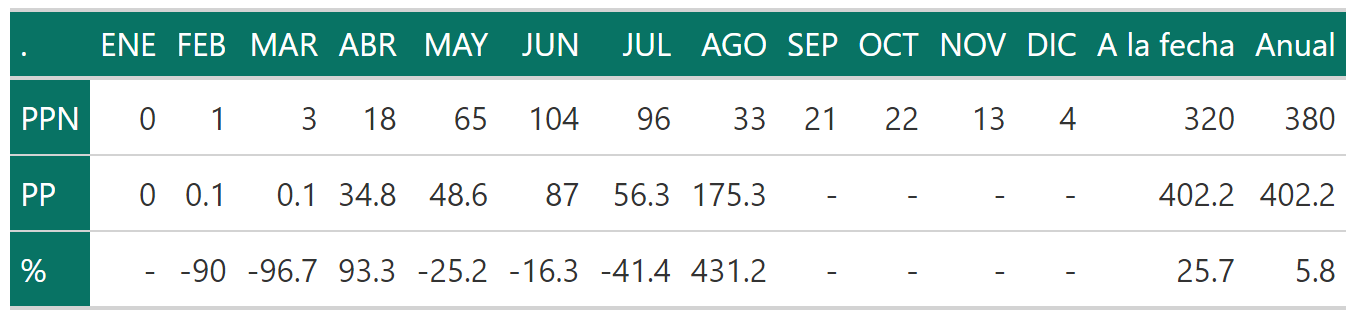 . ENE FEB MAR ABR MAY JUN JUL AGO SEP OCT NOV DIC A la fecha Anual
PPN 0 1 3 18 65 104 96 33 21 22 13 4 320 380
PP 0 0.1 0.1 34.8 48.6 87 56.3 175.3 - - - - 402.2 402.2
% - -90 -96.7 93.3 -25.2 -16.3 -41.4 431.2 - - - - 25.7 5.8